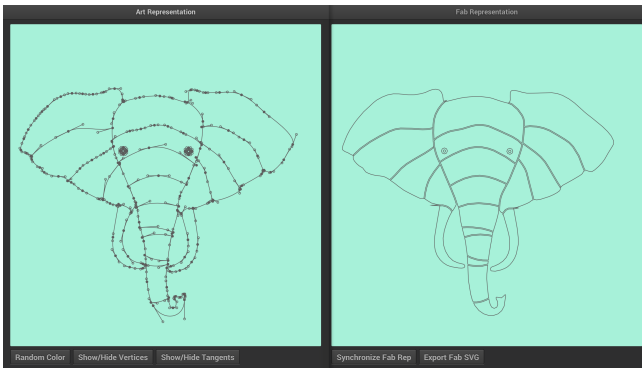 Art Representation
Fab Representation
Random Color
Show/Hide Vertices
Show/Hide Tangents
Synchronize Fab Rep
Export Fab SVG